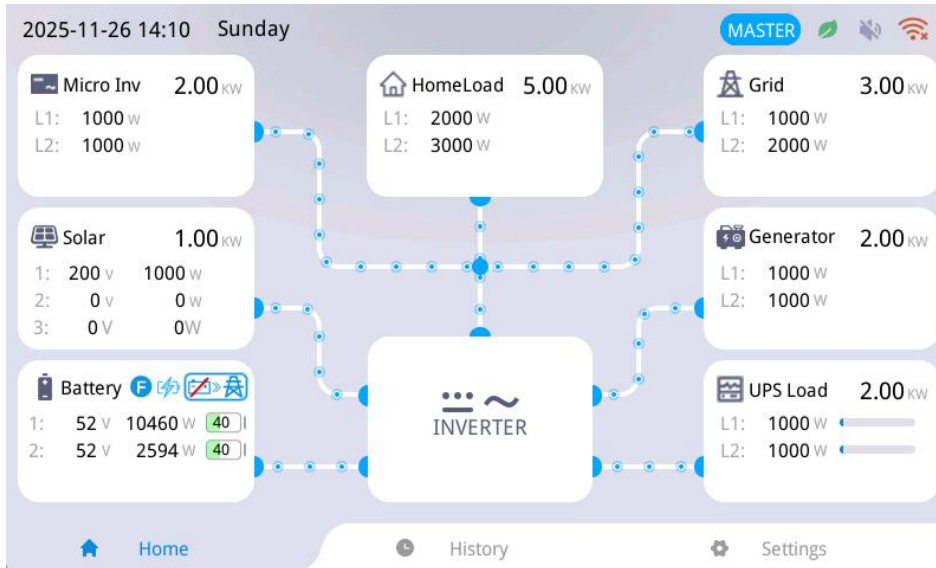 2025-11-26 14:10 Sunday MASTER
Micro Inv 2.00 KW
L1: 1000 W
L2: 1000 W
HomeLoad 5.00 KW
L1: 2000 W
L2: 3000 W
Grid 3.00 KW
L1: 1000 W
L2: 2000 W
Solar 1.00 KW
1: 200 V 1000 W
2: 0 V 0 W
3: 0 V 0W
Generator 2.00 KW
L1: 1000 W
L2: 1000 W
Battery F
1: 52 V 10460 W 40
2: 52 V 2594 W 40
INVERTER
UPS Load 2.00 KW
L1: 1000 W
L2: 1000 W
Home History Settings